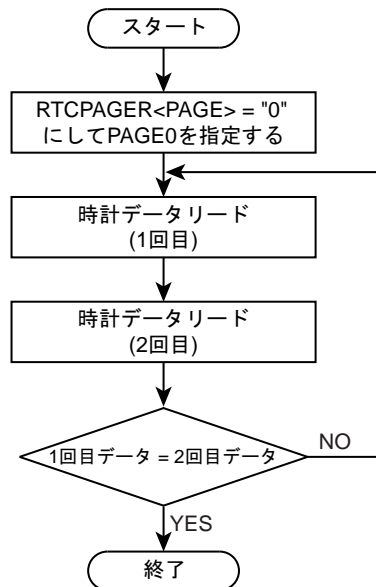 スタート
RTCPAGER<PAGE> = "0"
にしてPAGE0を指定する
時計データリード
(1回目)
時計データリード
(2回目)
1回目データ = 2回目データ
NO
YES
終了